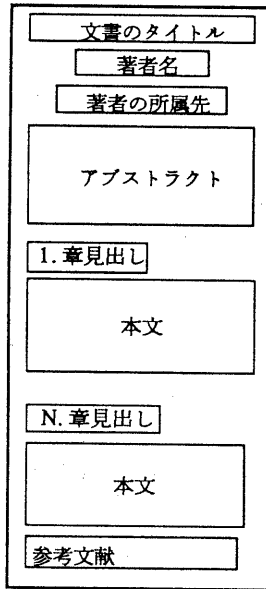 文書のタイトル
著者名
著者の所属先
アブストラクト
1. 章見出し
本文
N. 章見出し
本文
参考文献